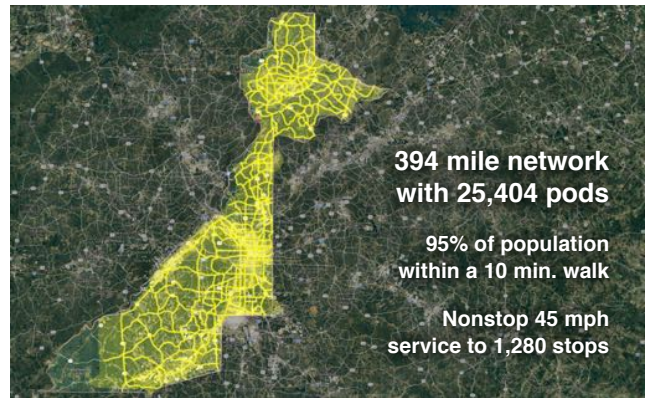 394 mile network
with 25,404 pods
95% of population
within a 10 min. walk
Nonstop 45 mph
service to 1,280 stops